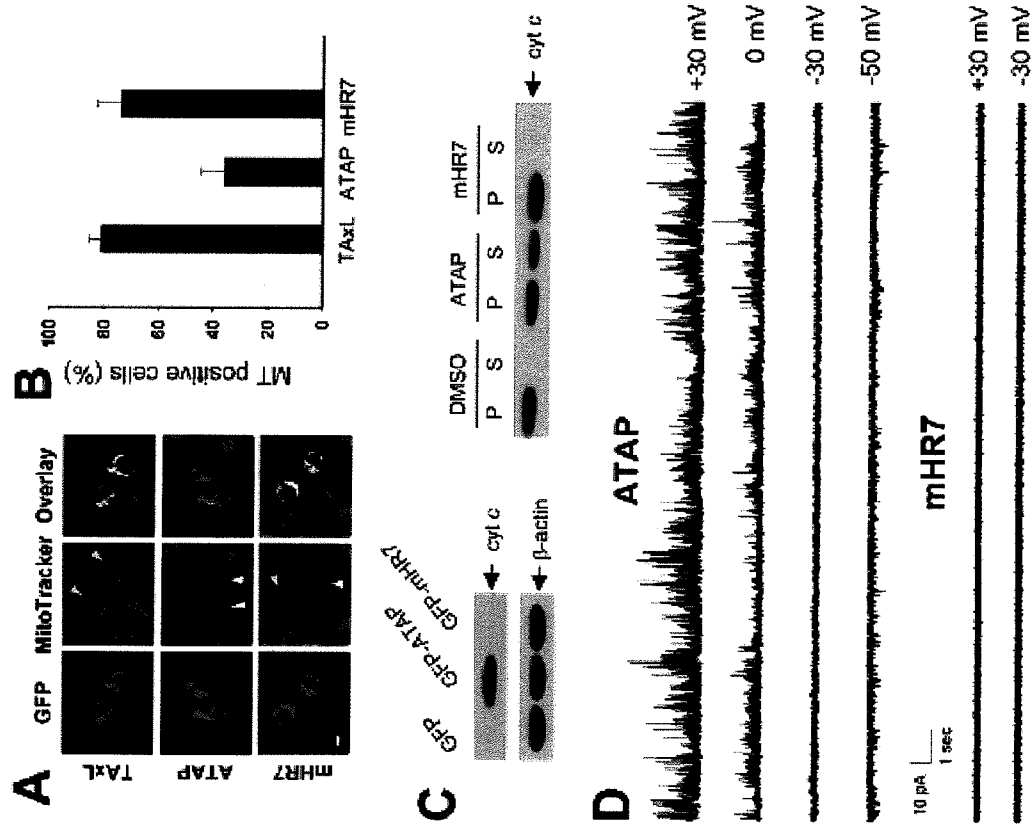 A
GFP MitoTracker Overlay
TAxL
ATAP
mHR7
B
MT positive cells (%)
100
80
60
40
20
0
TAxL ATAP mHR7
C
GFP GFP-ATAP GFP-mHR7
cyt c
β-actin
DMSO ATAP mHR7
P S P S P S
cyt c
D
ATAP
+30 mV
0 mV
-30 mV
-50 mV
10 pA
1 sec
mHR7
+30 mV
-30 mV